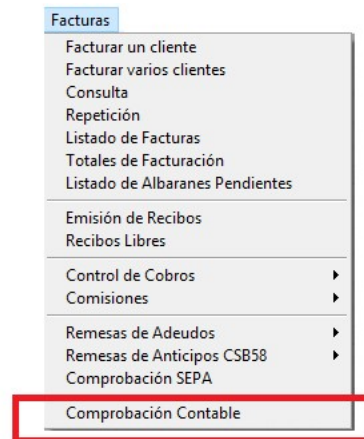 Facturas
Facturar un cliente
Facturar varios clientes
Consulta
Repetición
Listado de Facturas
Totales de Facturación
Listado de Albaranes Pendientes
Emisión de Recibos
Recibos Libres
Control de Cobros
Comisiones
Remesas de Adeudos
Remesas de Anticipos CSB58
Comprobación SEPA
Comprobación Contable